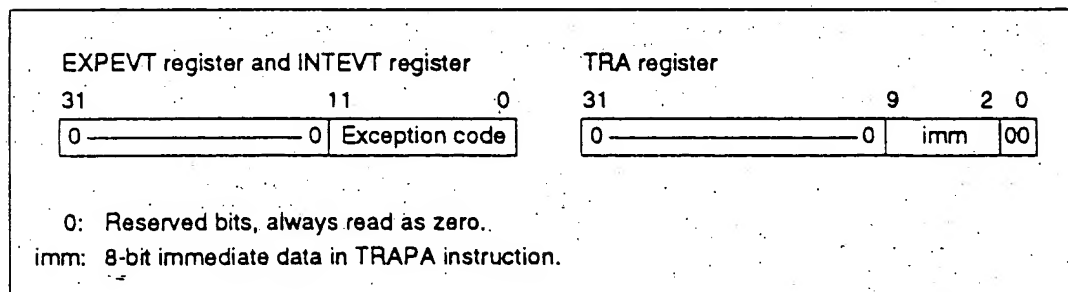 EXPEVT register and INTEVT register TRA register
31 11 0 31 9 2 0
0 0 Exception code 0 0 imm 00
0: Reserved bits, always read as zero.
imm: 8-bit immediate data in TRAPA instruction.